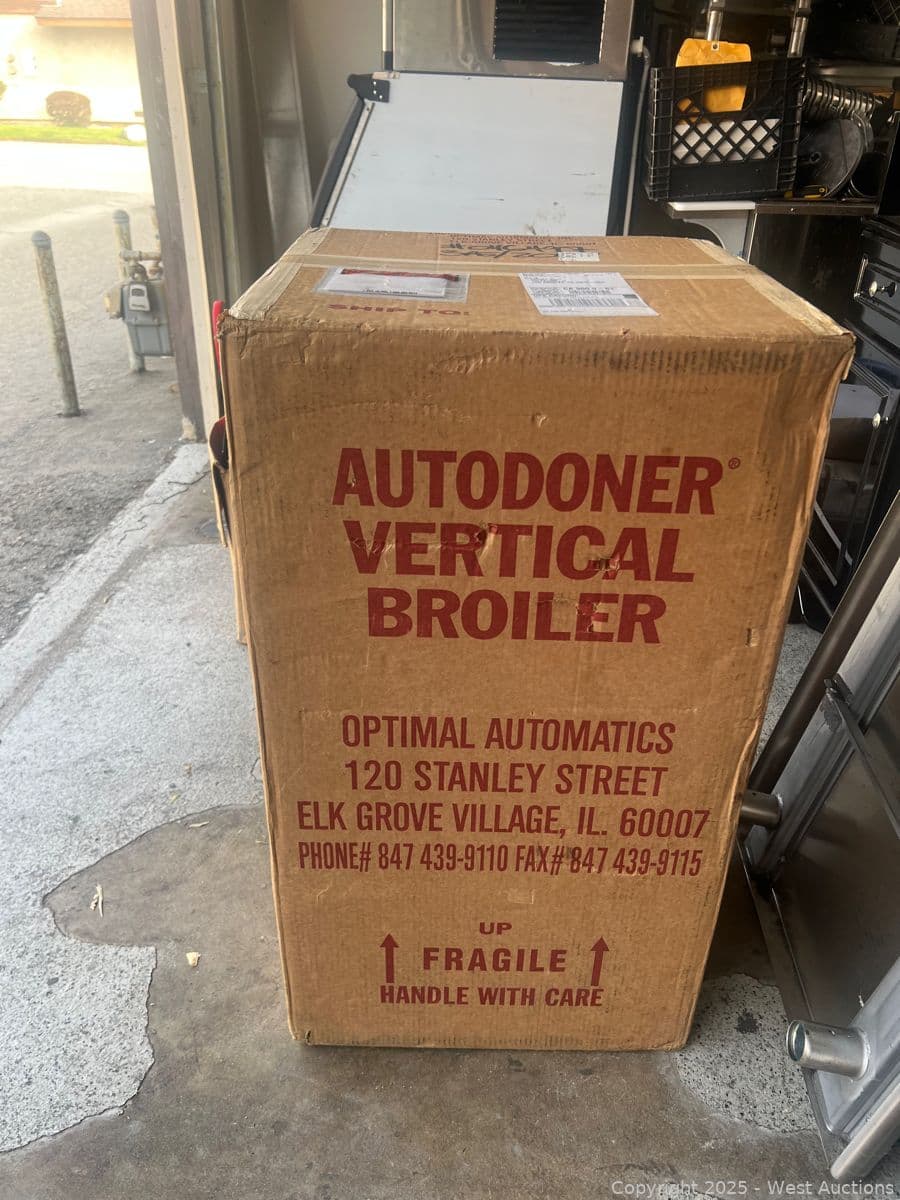 SHIP TO:
AUTODONER®
VERTICAL
BROILER
OPTIMAL AUTOMATICS
120 STANLEY STREET
ELK GROVE VILLAGE, IL. 60007
PHONE# 847 439-9110 FAX# 847 439-9115
UP
FRAGILE
HANDLE WITH CARE
Copyright 2025 - West Auctions